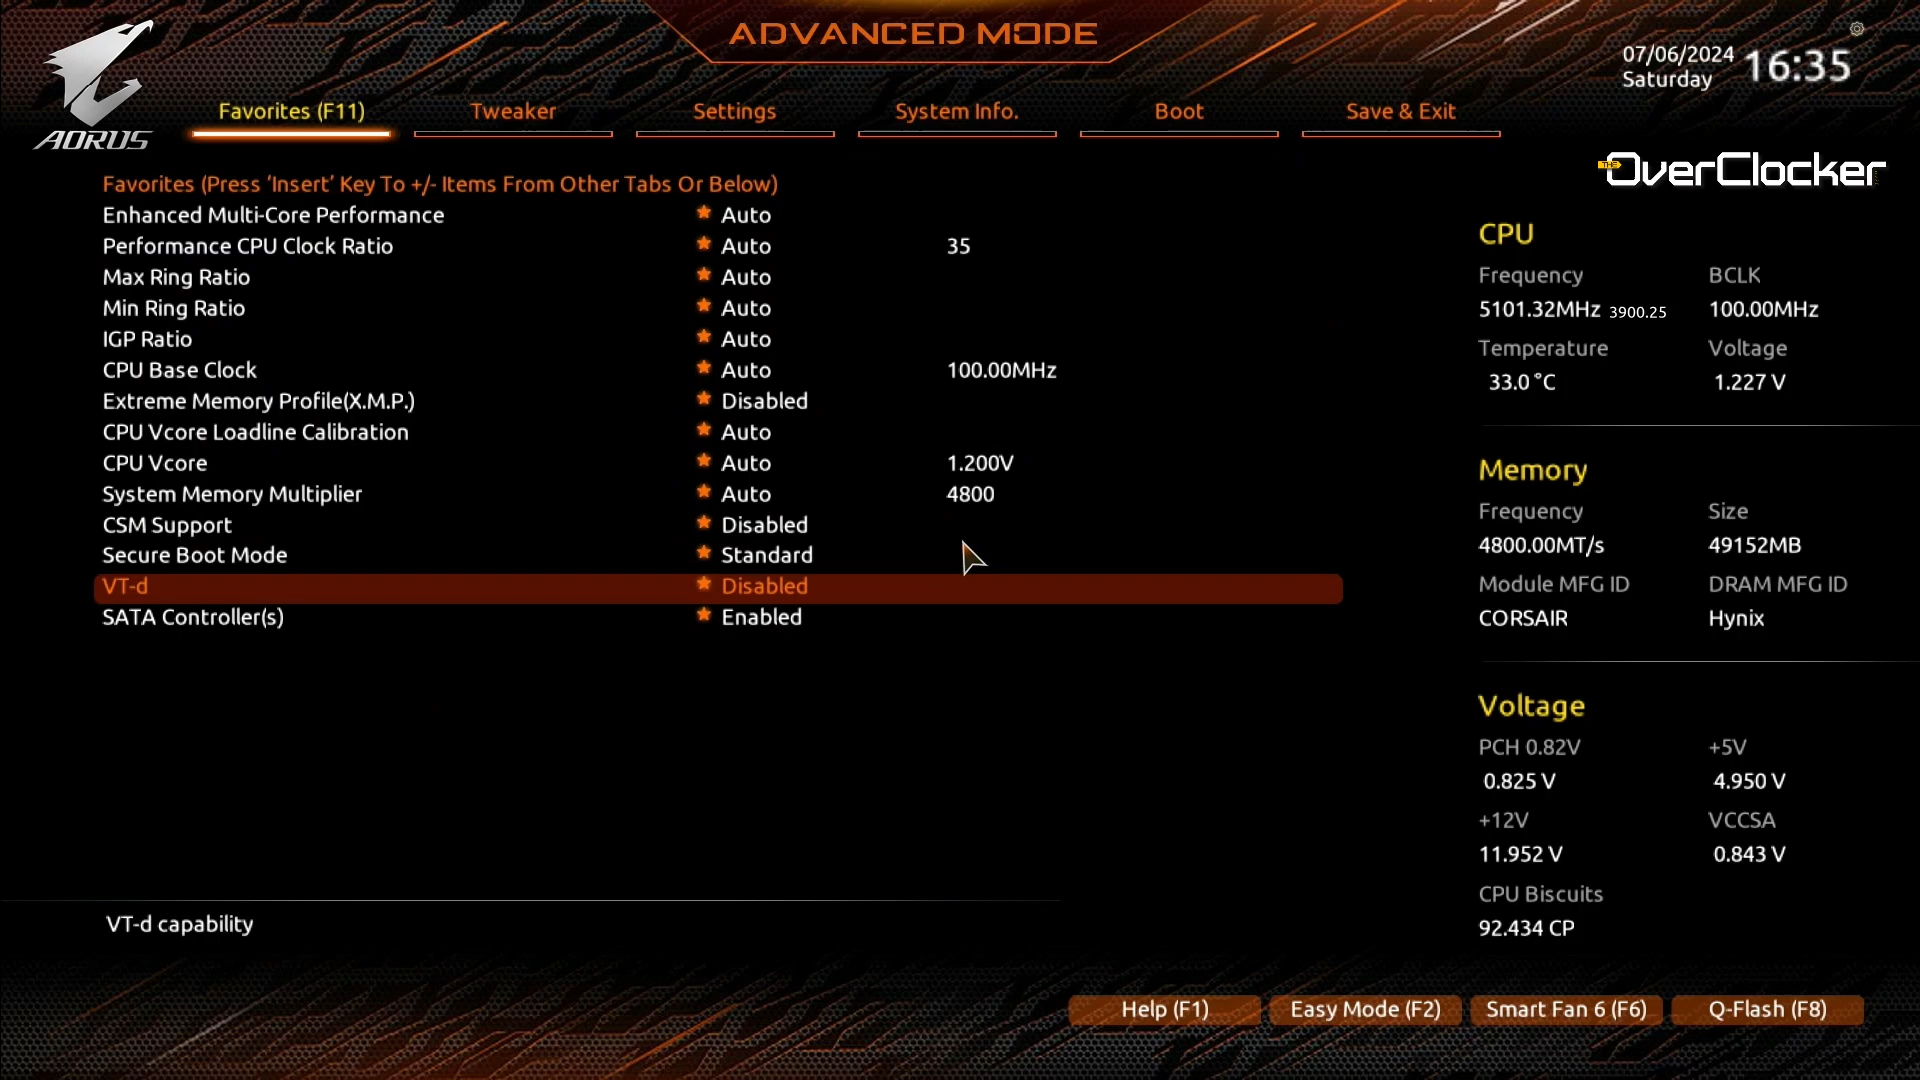 ADVANCED MODE
07/06/2024
Saturday
16:35
AORUS
Favorites (F11) Tweaker Settings System Info. Boot Save & Exit
THE OverClocker
Favorites (Press 'Insert' Key To +/- Items From Other Tabs Or Below)
Enhanced Multi-Core Performance Auto
Performance CPU Clock Ratio Auto 35
Max Ring Ratio Auto
Min Ring Ratio Auto
IGP Ratio Auto
CPU Base Clock Auto 100.00MHz
Extreme Memory Profile(X.M.P.) Disabled
CPU Vcore Loadline Calibration Auto
CPU Vcore Auto 1.200V
System Memory Multiplier Auto 4800
CSM Support Disabled
Secure Boot Mode Standard
VT-d Disabled
SATA Controller(s) Enabled
CPU
Frequency BCLK
5101.32MHz 3900.25 100.00MHz
Temperature Voltage
33.0 °C 1.227 V
Memory
Frequency Size
4800.00MT/s 49152MB
Module MFG ID DRAM MFG ID
CORSAIR Hynix
Voltage
PCH 0.82V +5V
0.825 V 4.950 V
+12V VCCSA
11.952 V 0.843 V
CPU Biscuits
92.434 CP
VT-d capability
Help (F1) Easy Mode (F2) Smart Fan 6 (F6) Q-Flash (F8)